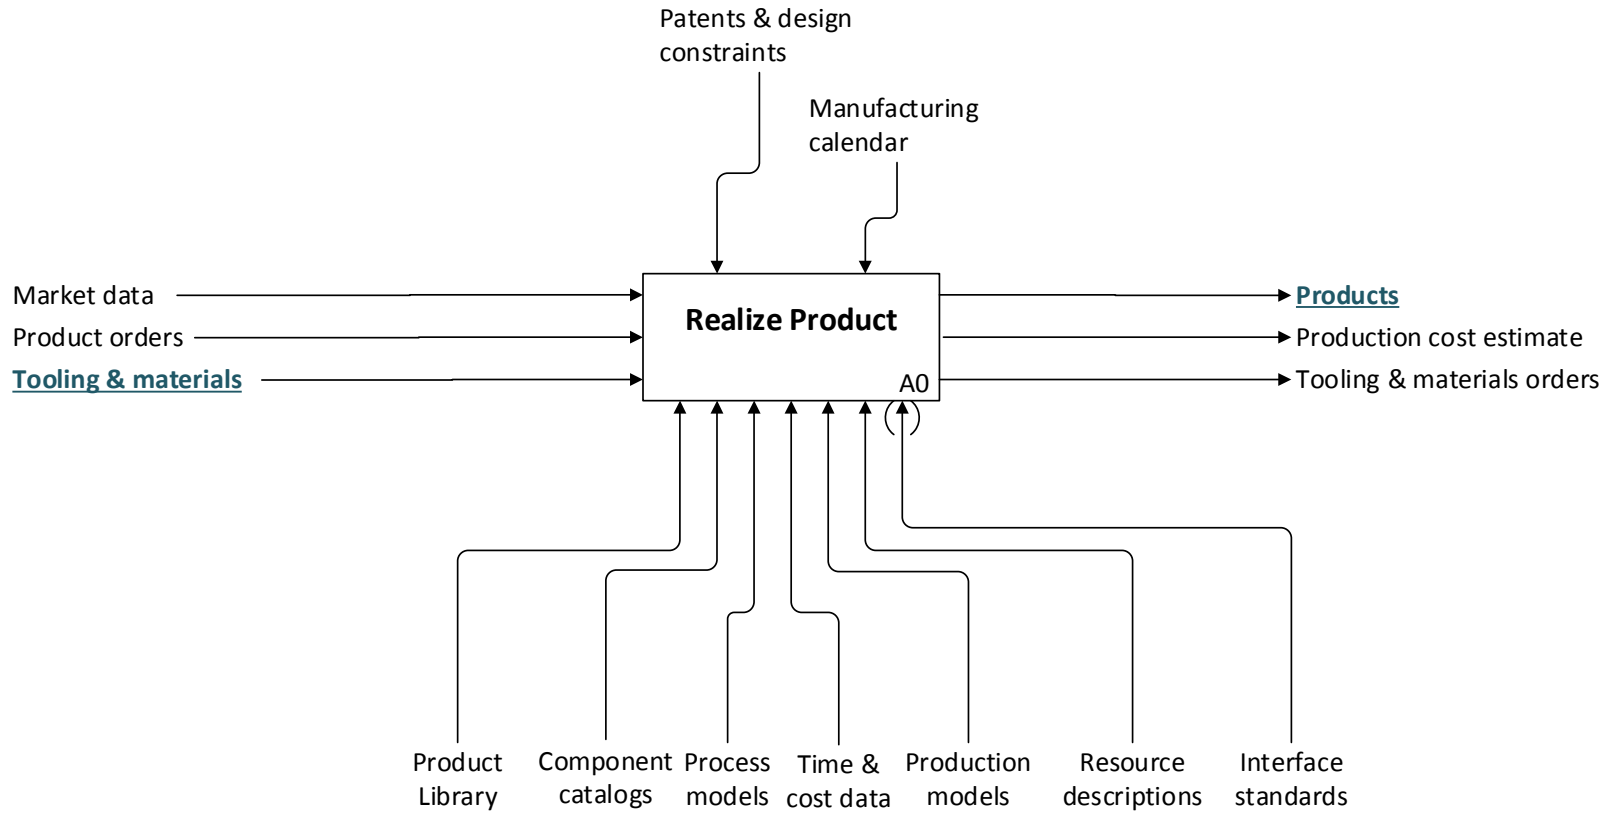 Patents & design
constraints
Manufacturing
calendar
Market data
Product orders
Tooling & materials
Realize Product
A0
Products
Production cost estimate
Tooling & materials orders
Product
Library
Component
catalogs
Process
models
Time &
cost data
Production
models
Resource
descriptions
Interface
standards